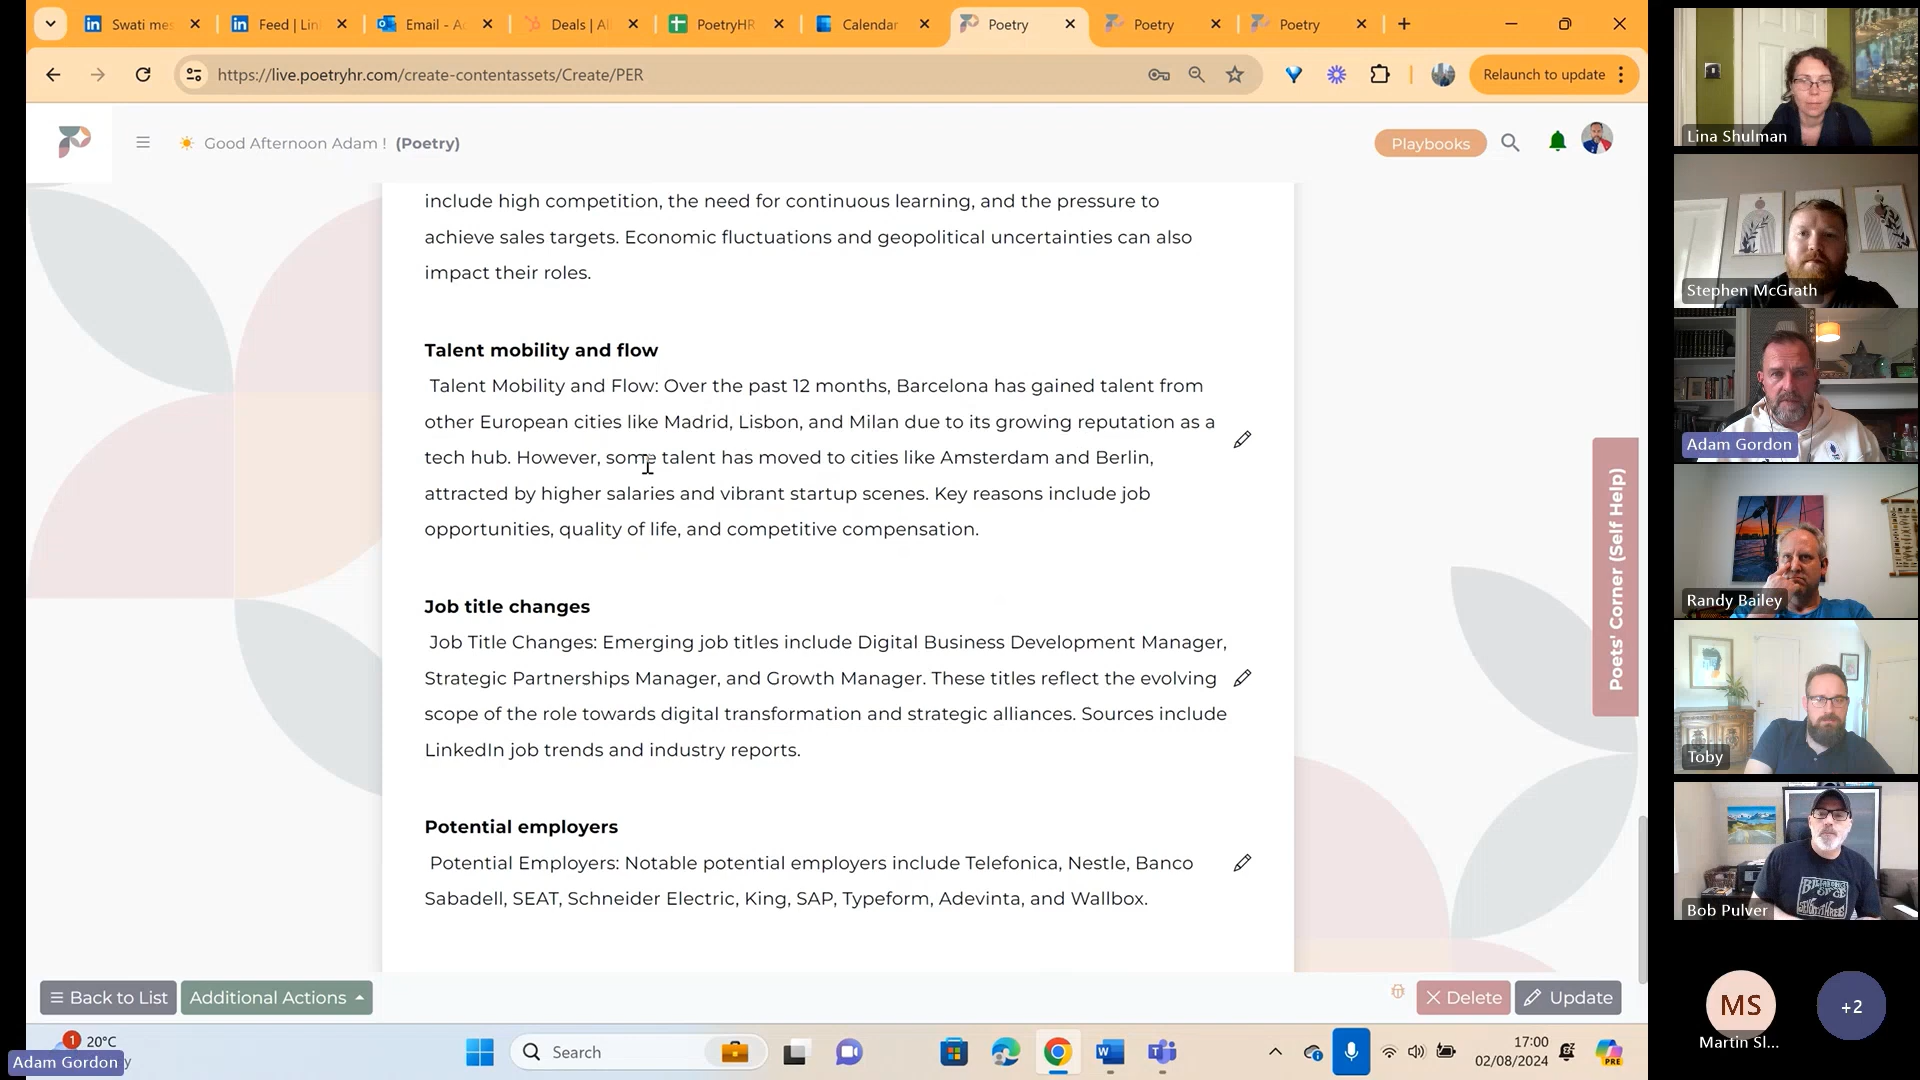 Swati mes
Feed | Lin
Email - A
Deals | Al
PoetryHR
Calendar
Poetry
Poetry
Poetry
https://live.poetryhr.com/create-contentassets/Create/PER
Relaunch to update
Good Afternoon Adam ! (Poetry)
Playbooks
include high competition, the need for continuous learning, and the pressure to
achieve sales targets. Economic fluctuations and geopolitical uncertainties can also
impact their roles.
Talent mobility and flow
Talent Mobility and Flow: Over the past 12 months, Barcelona has gained talent from
other European cities like Madrid, Lisbon, and Milan due to its growing reputation as a
tech hub. However, some talent has moved to cities like Amsterdam and Berlin,
attracted by higher salaries and vibrant startup scenes. Key reasons include job
opportunities, quality of life, and competitive compensation.
Job title changes
Job Title Changes: Emerging job titles include Digital Business Development Manager,
Strategic Partnerships Manager, and Growth Manager. These titles reflect the evolving
scope of the role towards digital transformation and strategic alliances. Sources include
LinkedIn job trends and industry reports.
Potential employers
Potential Employers: Notable potential employers include Telefonica, Nestle, Banco
Sabadell, SEAT, Schneider Electric, King, SAP, Typeform, Adevinta, and Wallbox.
Poets' Corner (Self Help)
Back to List
Additional Actions
Delete
Update
1
20°C
Adam Gordon
Search
PRE
17:00
02/08/2024
Lina Shulman
Stephen McGrath
Adam Gordon
Randy Bailey
Toby
Bob Pulver
MS
+2
Martin Sl...